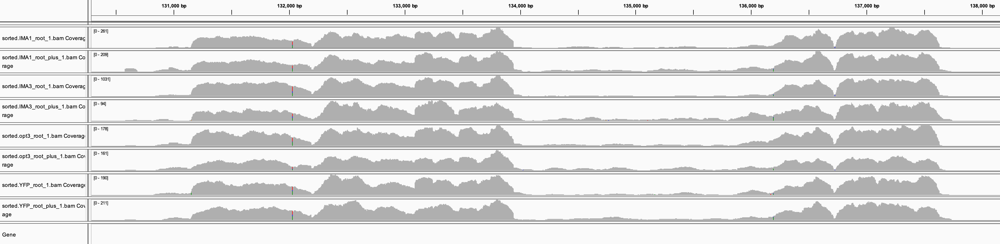 131,000 bp 132,000 bp 133,000 bp 134,000 bp 135,000 bp 136,000 bp 137,000 bp 138,000 bp
[0 - 261]
sorted.IMA1_root_1.bam Coverag
[0 - 209]
sorted.IMA1_root_plus_1.bam Co
rage
[0 - 1031]
sorted.IMA3_root_1.bam Coverag
[0 - 94]
sorted.IMA3_root_plus_1.bam Co
rage
[0 - 178]
sorted.opt3_root_1.bam Coverag
[0 - 161]
sorted.opt3_root_plus_1.bam Cov
rage
[0 - 190]
sorted.YFP_root_1.bam Coverage
[0 - 211]
sorted.YFP_root_plus_1.bam Cov
age
Gene